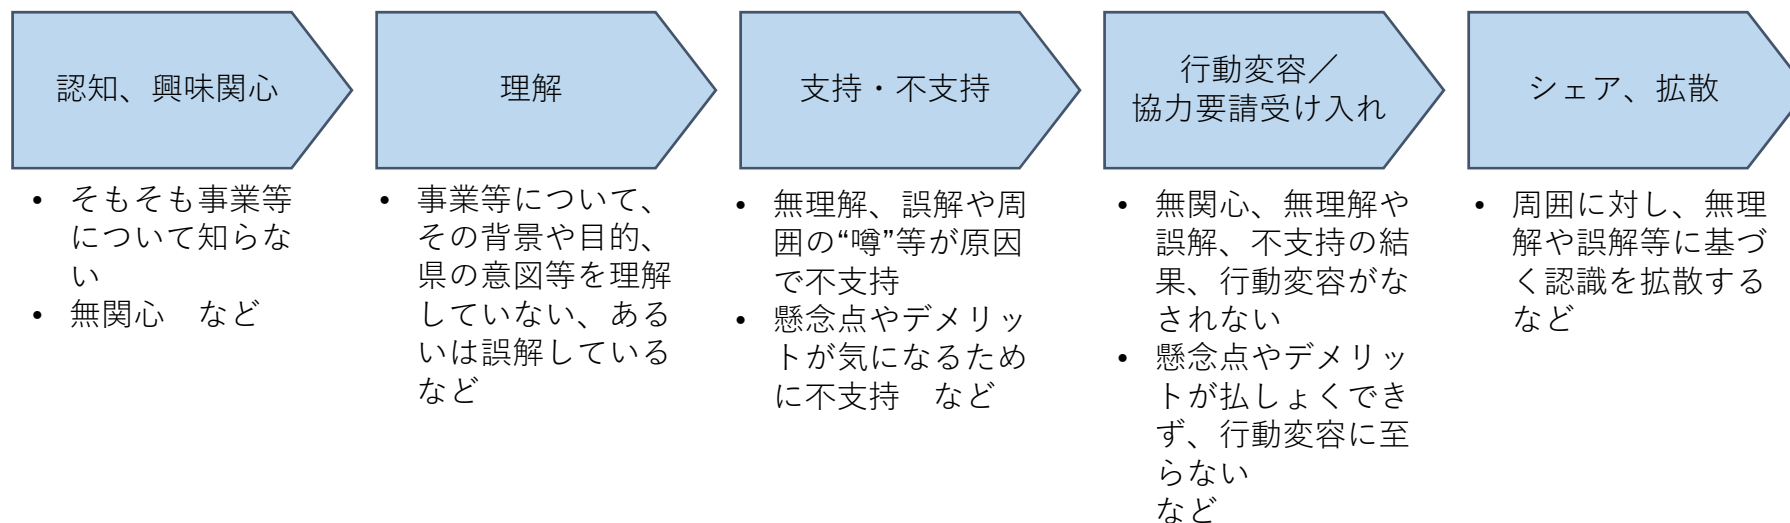 認知、興味関心
• そもそも事業等
について知らな
い
• 無関心　など
理解
• 事業等について、
その背景や目的、
県の意図等を理解
していない、ある
いは誤解している
など
支持・不支持
• 無理解、誤解や周
囲の“噂”等が原因
で不支持
• 懸念点やデメリッ
トが気になるため
に不支持　など
行動変容／
協力要請受け入れ
• 無関心、無理解や
誤解、不支持の結
果、行動変容がな
されない
• 懸念点やデメリッ
トが払しょくでき
ず、行動変容に至
らない
など
シェア、拡散
• 周囲に対し、無理
解や誤解等に基づ
く認識を拡散する
など